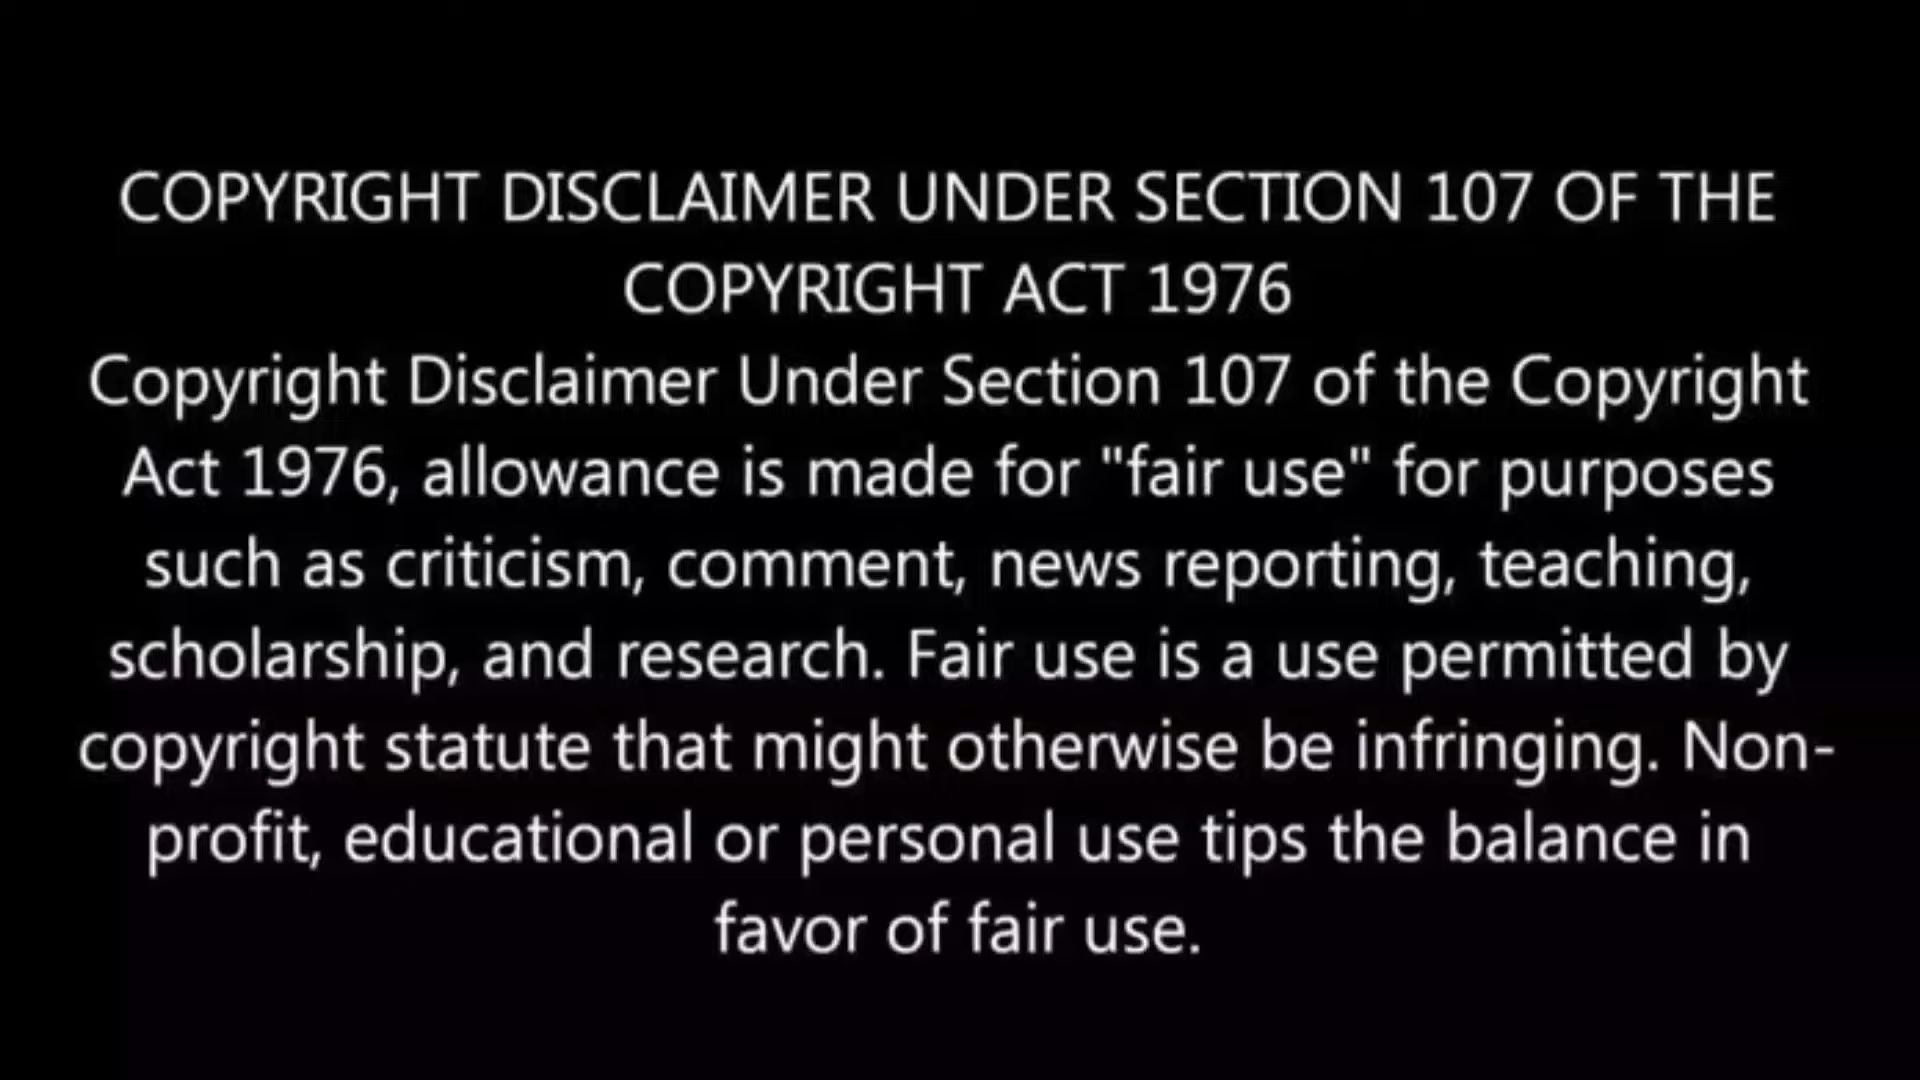 COPYRIGHT DISCLAIMER UNDER SECTION 107 OF THE
COPYRIGHT ACT 1976
Copyright Disclaimer Under Section 107 of the Copyright
Act 1976, allowance is made for "fair use" for purposes
such as criticism, comment, news reporting, teaching,
scholarship, and research. Fair use is a use permitted by
copyright statute that might otherwise be infringing. Non-
profit, educational or personal use tips the balance in
favor of fair use.